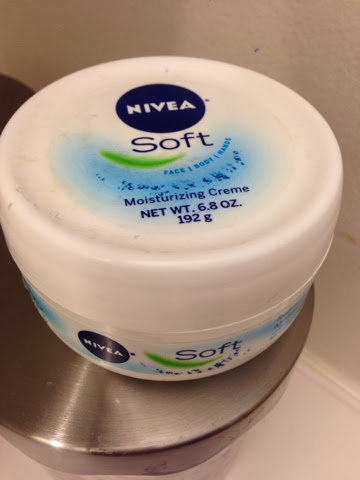 NIVEA
Soft
FACE | BODY | HANDS
Moisturizing Creme
NET WT. 6.8 OZ.
192 g
NIVEA
Soft